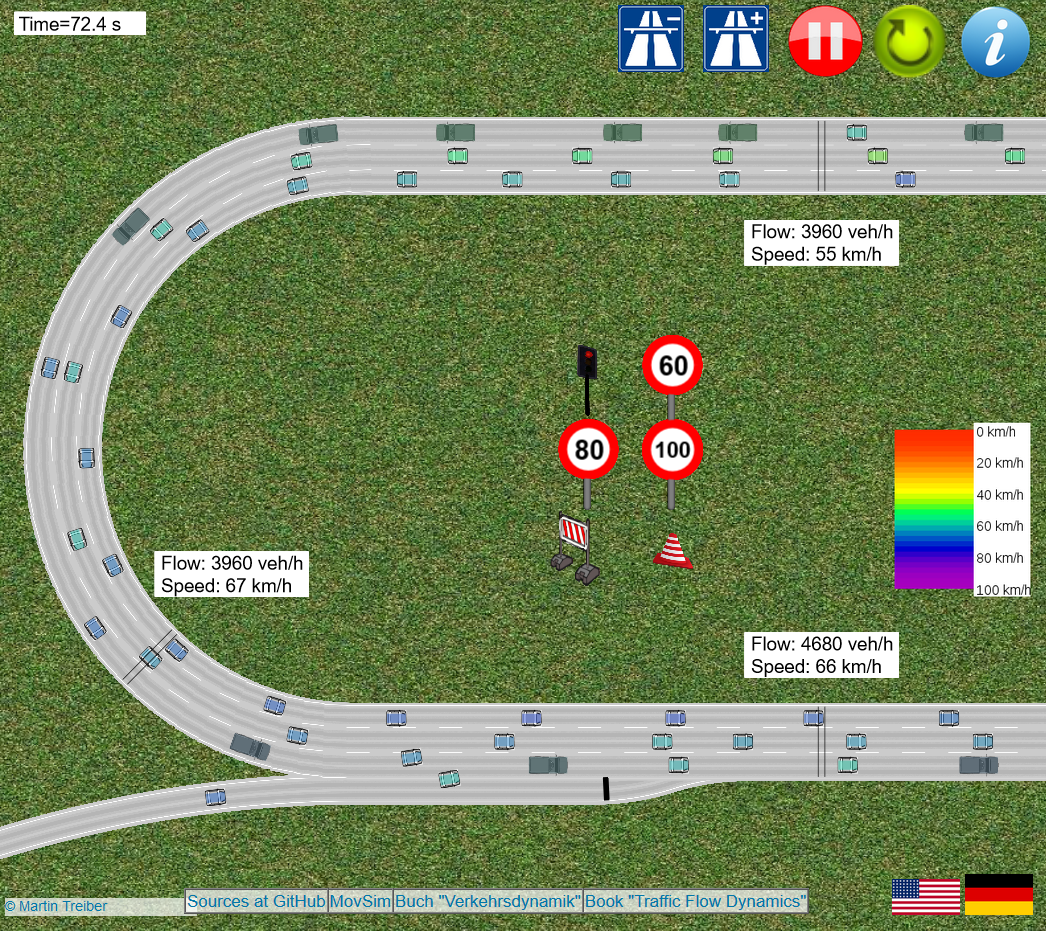 Time=72.4 s
Flow: 3960 veh/h
Speed: 55 km/h
60
80
100
0 km/h
20 km/h
40 km/h
60 km/h
80 km/h
100 km/h
Flow: 3960 veh/h
Speed: 67 km/h
Flow: 4680 veh/h
Speed: 66 km/h
© Martin Treiber
Sources at GitHub MovSim Buch "Verkehrsdynamik" Book "Traffic Flow Dynamics"